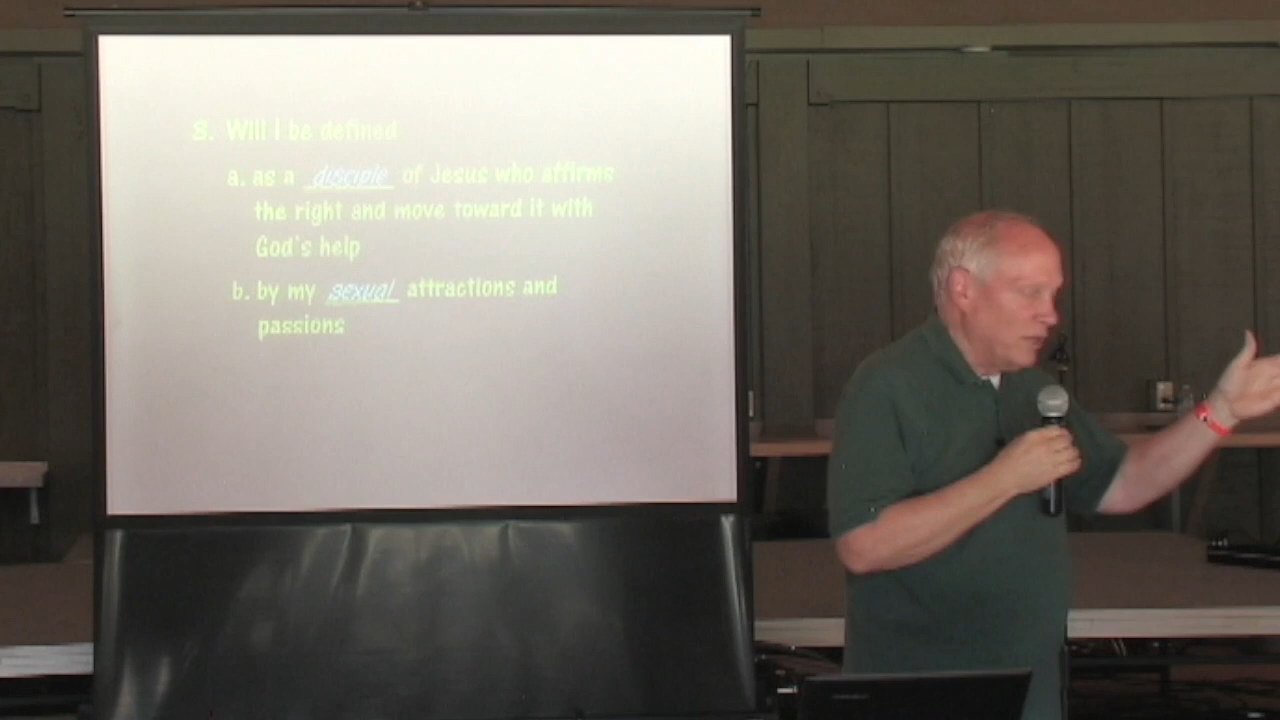 3. Will I be defined
a. as a disciple of Jesus who affirms
the right and move toward it with
God's help
b. by my sexual attractions and
passions